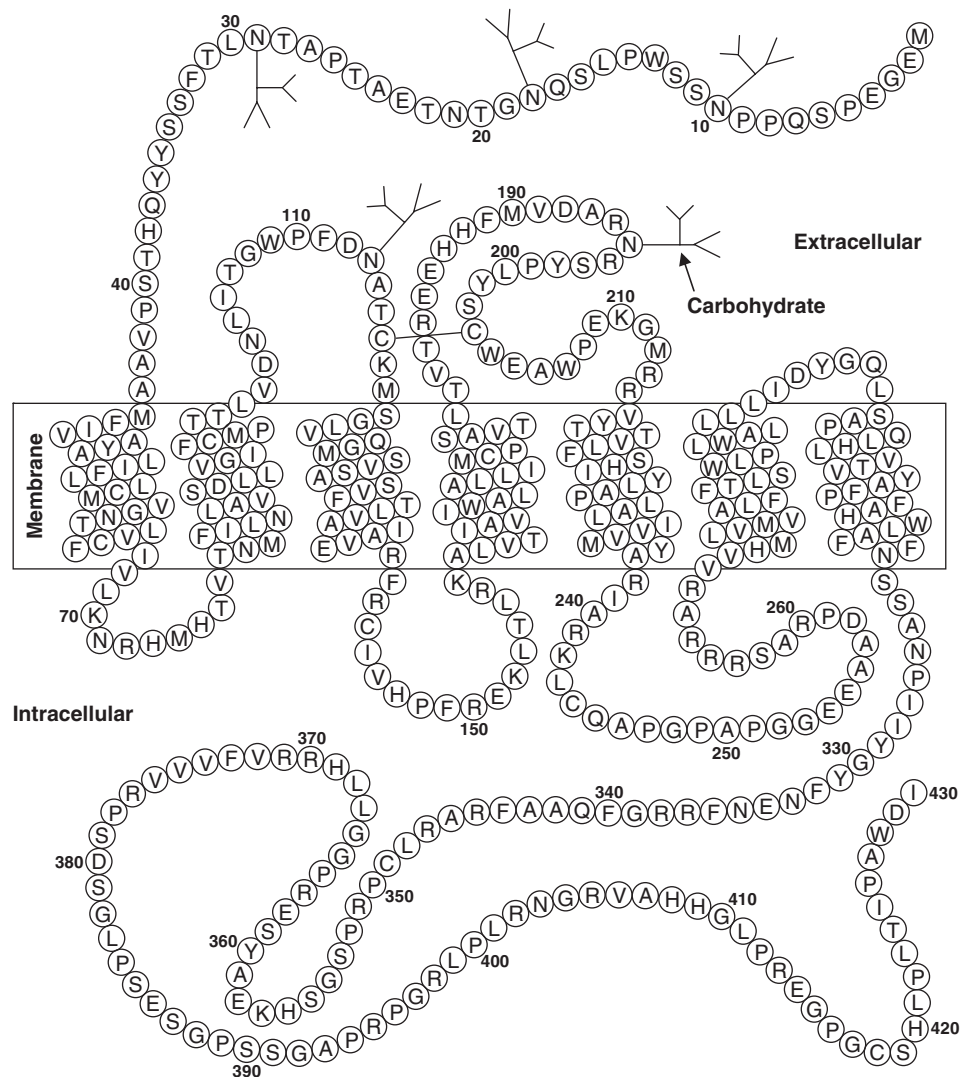 30
20
10
M E G E P S P Q P P N S S W P L S Q N G T N T E A T P A T N L T F S S Y Y Q H T S P V A A
40
Extracellular
Carbohydrate
110
190
200
210
Membrane
V I F M
A Y A
L F I L
M C L
T N G V
F C V L
I
V L K N R H M H T V
70
T T L
F C M P
V G I
S D L L
L A V
F I L N
T N M
V D N L I T G W P F D N A T C K M
V L G S
M G Q
A S V S
F V S
A V L T
E V A I
R
F R C I V H P F R E K L T L R K
150
L
S A V T
M C P
A L L I
I W A L
I A V
A L V T
T V T R E E H H F M V D A R N R S Y P L Y S C W E A W P E K G M R R
T Y V
F L V T
I H S
P A L Y
L A L
M V V I
A Y
R I A R K L C Q A P G P A P G G E E A A D P R A S R R R A R
240
250
260
L L L
L W A L
W L P
F T L S
A L F
L V M V
V H M
V
I D Y G Q L
P A S
L H L Q
V T V
P F A Y
H A F
F A L W
N F
S S A N P I I Y G Y F N E N F R R G F Q A A F R A R L C P R P S G S H K E A Y S E R P G G L L H R R V F V V V R P S D S G L P S E S G P S S G A P R P G R L P L R N G R V A H H G L P R E G P G C S H L P L T I P A W D I
Intracellular
330
340
350
360
370
380
390
400
410
420
430